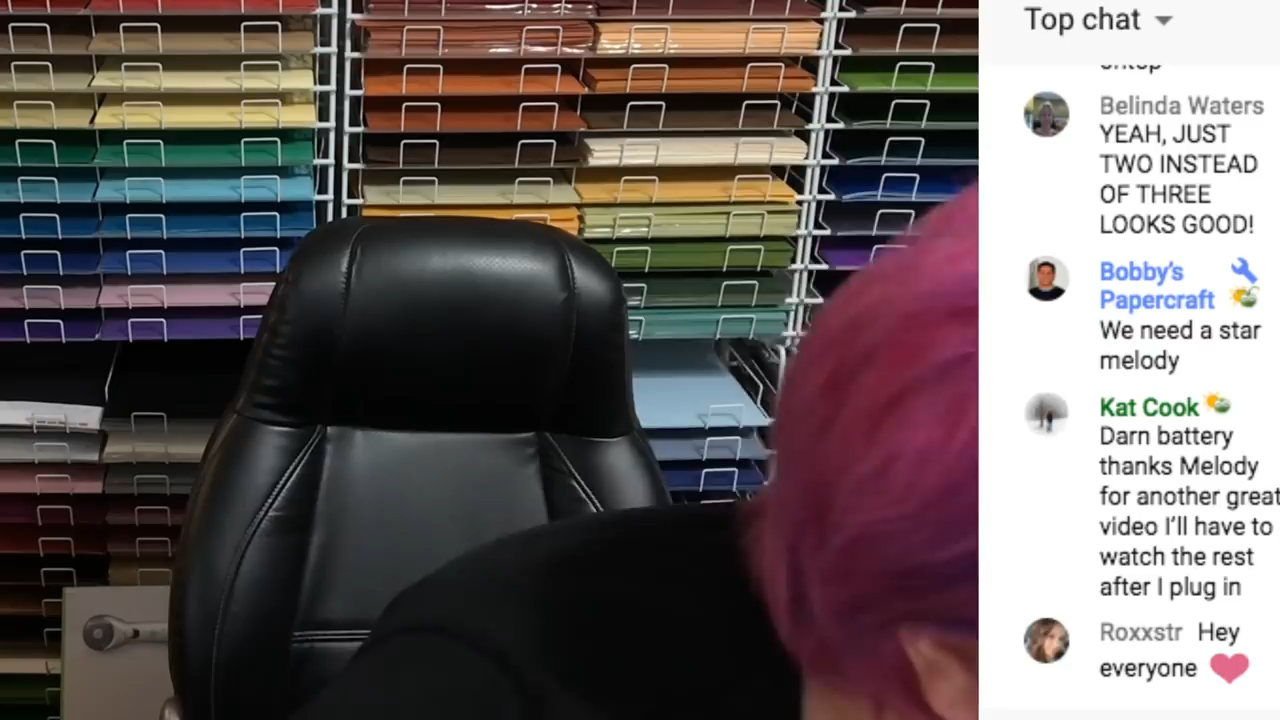 Top chat
Belinda Waters
YEAH, JUST
TWO INSTEAD
OF THREE
LOOKS GOOD!
Bobby's
Papercraft
We need a star
melody
Kat Cook
Darn battery
thanks Melody
for another great
video I'll have to
watch the rest
after I plug in
Roxxstr Hey
everyone